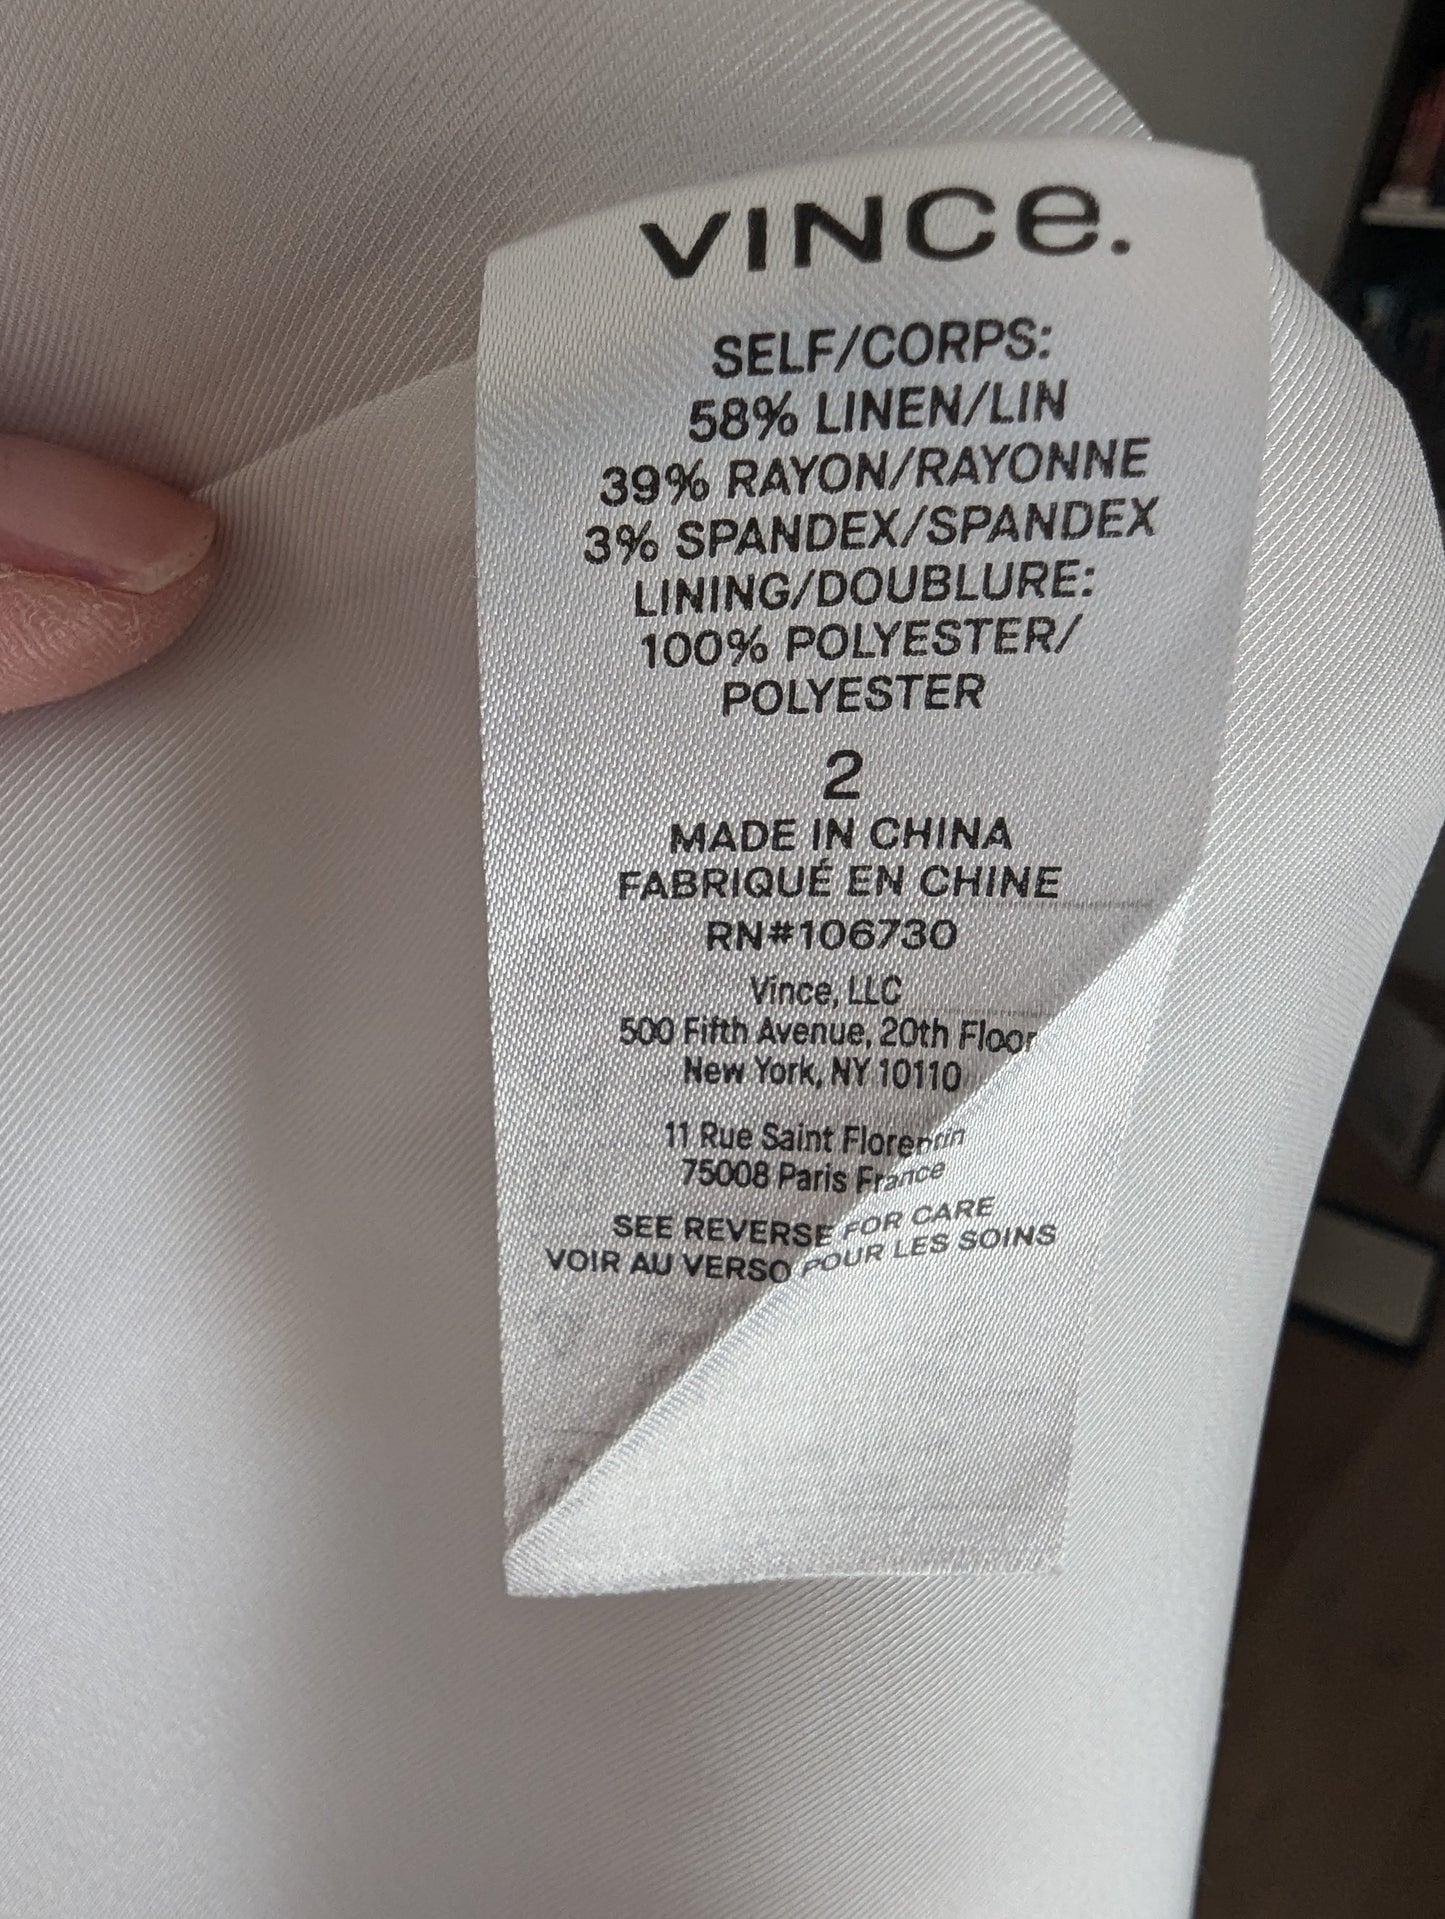 VINCe.
SELF/CORPS:
58% LINEN/LIN
39% RAYON/RAYONNE
3% SPANDEX/SPANDEX
LINING/DOUBLURE:
100% POLYESTER/
POLYESTER
2
MADE IN CHINA
FABRIQUÉ EN CHINE
RN#106730
Vince, LLC
500 Fifth Avenue, 20th Floor
New York, NY 10110
11 Rue Saint Florentin
75008 Paris France
SEE REVERSE FOR CARE
VOIR AU VERSO POUR LES SOINS